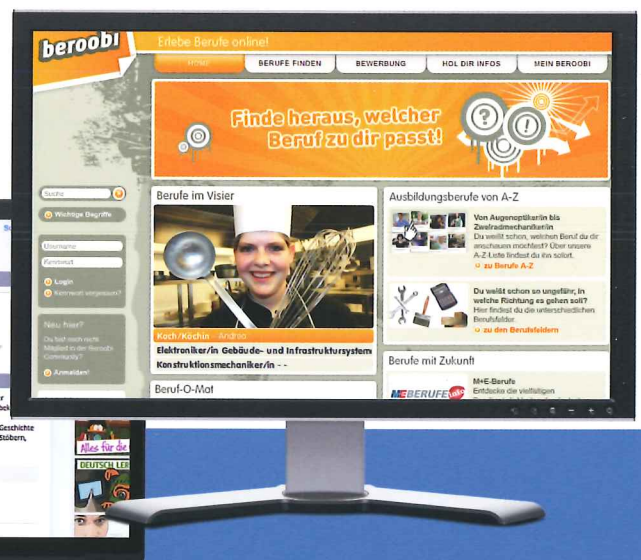 beroobi
Erlebe Berufe online!
HOME
BERUFE FINDEN
BEWERBUNG
HOL DIR INFOS
MEIN BEROOBI
Finde heraus, welcher
Beruf zu dir passt!
Suche
Wichtige Begriffe
Username
Kennwort
Login
Kennwort vergessen?
Neu hier?
Du bist noch nicht
Mitglied in der Beroobi
Community?
Anmelden!
Berufe im Visier
Koch/Köchin - Andrea
Elektroniker/in Gebäude- und Infrastruktursystem
Konstruktionsmechaniker/in - -
Beruf-O-Mat
Ausbildungsberufe von A-Z
Von Augenoptiker/in bis
Zweiradmechaniker/in
Du weißt schon, welchen Beruf du dir
anschauen möchtest? Über unsere
A-Z-Liste findest du ihn sofort.
zu Berufe A-Z
Du weißt schon so ungefähr, in
welche Richtung es gehen soll?
Hier findest du die unterschiedlichen
Berufsfelder.
zu den Berufsfeldern
Berufe mit Zukunft
M+E-Berufe
Entdecke die vielfältigen
MEBERUFE
Geschichte
Stöbern,
Alles für die
DEUTSCH LER